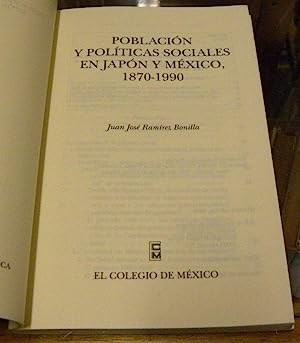 POBLACIÓN
Y POLÍTICAS SOCIALES
EN JAPÓN Y MÉXICO,
1870-1990
Juan José Ramírez Bonilla
CM
EL COLEGIO DE MÉXICO